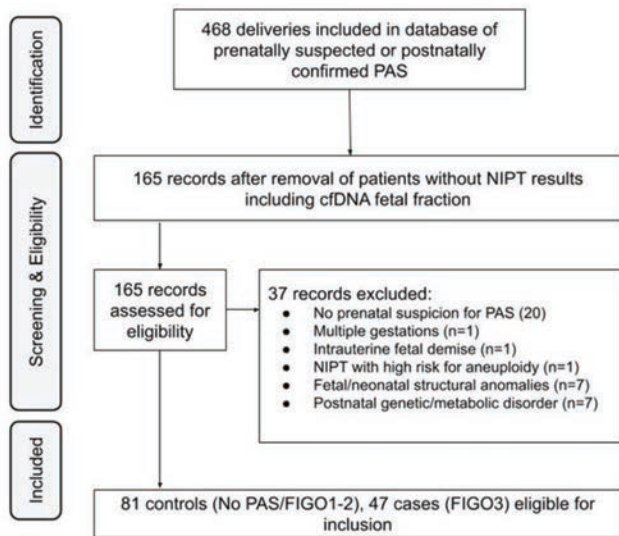 Identification
468 deliveries included in database of
prenatally suspected or postnatally
confirmed PAS
Screening & Eligibility
165 records after removal of patients without NIPT results
including cfDNA fetal fraction
165 records
assessed for
eligibility
37 records excluded:
● No prenatal suspicion for PAS (20)
● Multiple gestations (n=1)
● Intrauterine fetal demise (n=1)
● NIPT with high risk for aneuploidy (n=1)
● Fetal/neonatal structural anomalies (n=7)
● Postnatal genetic/metabolic disorder (n=7)
Included
81 controls (No PAS/FIGO1-2), 47 cases (FIGO3) eligible for
inclusion